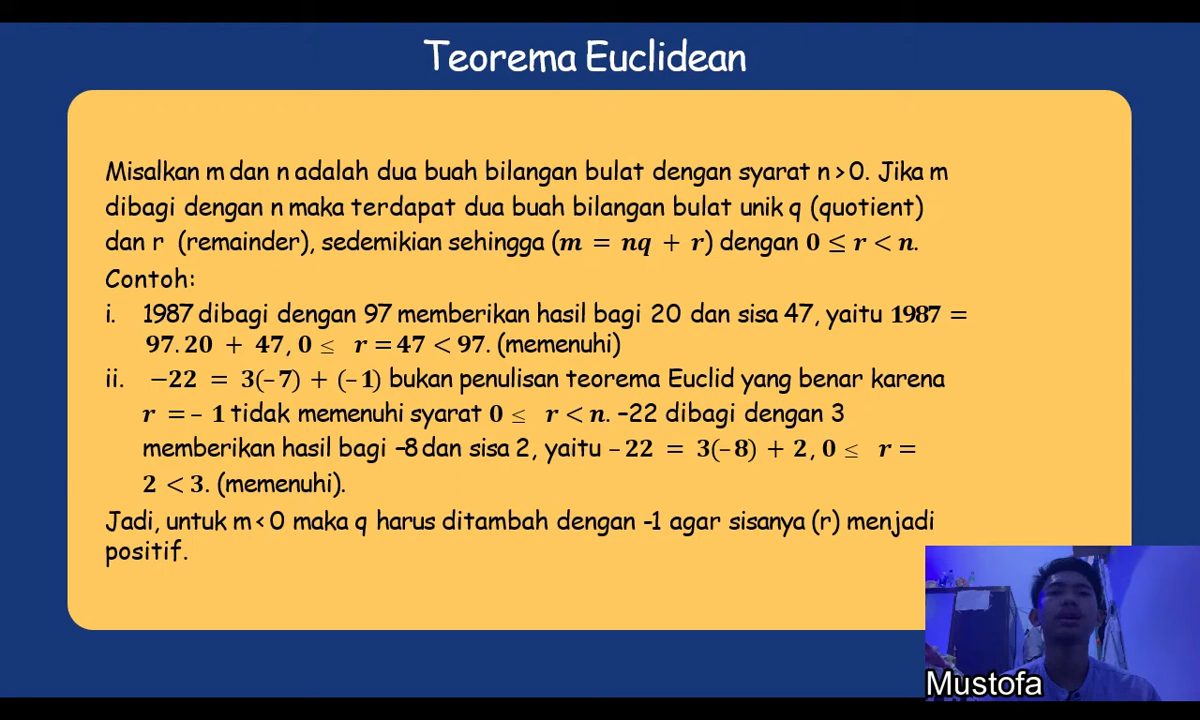 Teorema Euclidean
Misalkan m dan n adalah dua buah bilangan bulat dengan syarat n > 0. Jika m
dibagi dengan n maka terdapat dua buah bilangan bulat unik q (quotient)
dan r (remainder), sedemikian sehingga (m = nq + r) dengan 0 ≤ r < n.
Contoh:
i. 1987 dibagi dengan 97 memberikan hasil bagi 20 dan sisa 47, yaitu 1987 =
97.20 + 47, 0 ≤ r = 47 < 97. (memenuhi)
ii. −22 = 3(−7) + (−1) bukan penulisan teorema Euclid yang benar karena
r = − 1 tidak memenuhi syarat 0 ≤ r < n. −22 dibagi dengan 3
memberikan hasil bagi −8 dan sisa 2, yaitu − 22 = 3(−8) + 2, 0 ≤ r =
2 < 3. (memenuhi).
Jadi, untuk m < 0 maka q harus ditambah dengan -1 agar sisanya (r) menjadi
positif.
Mustofa